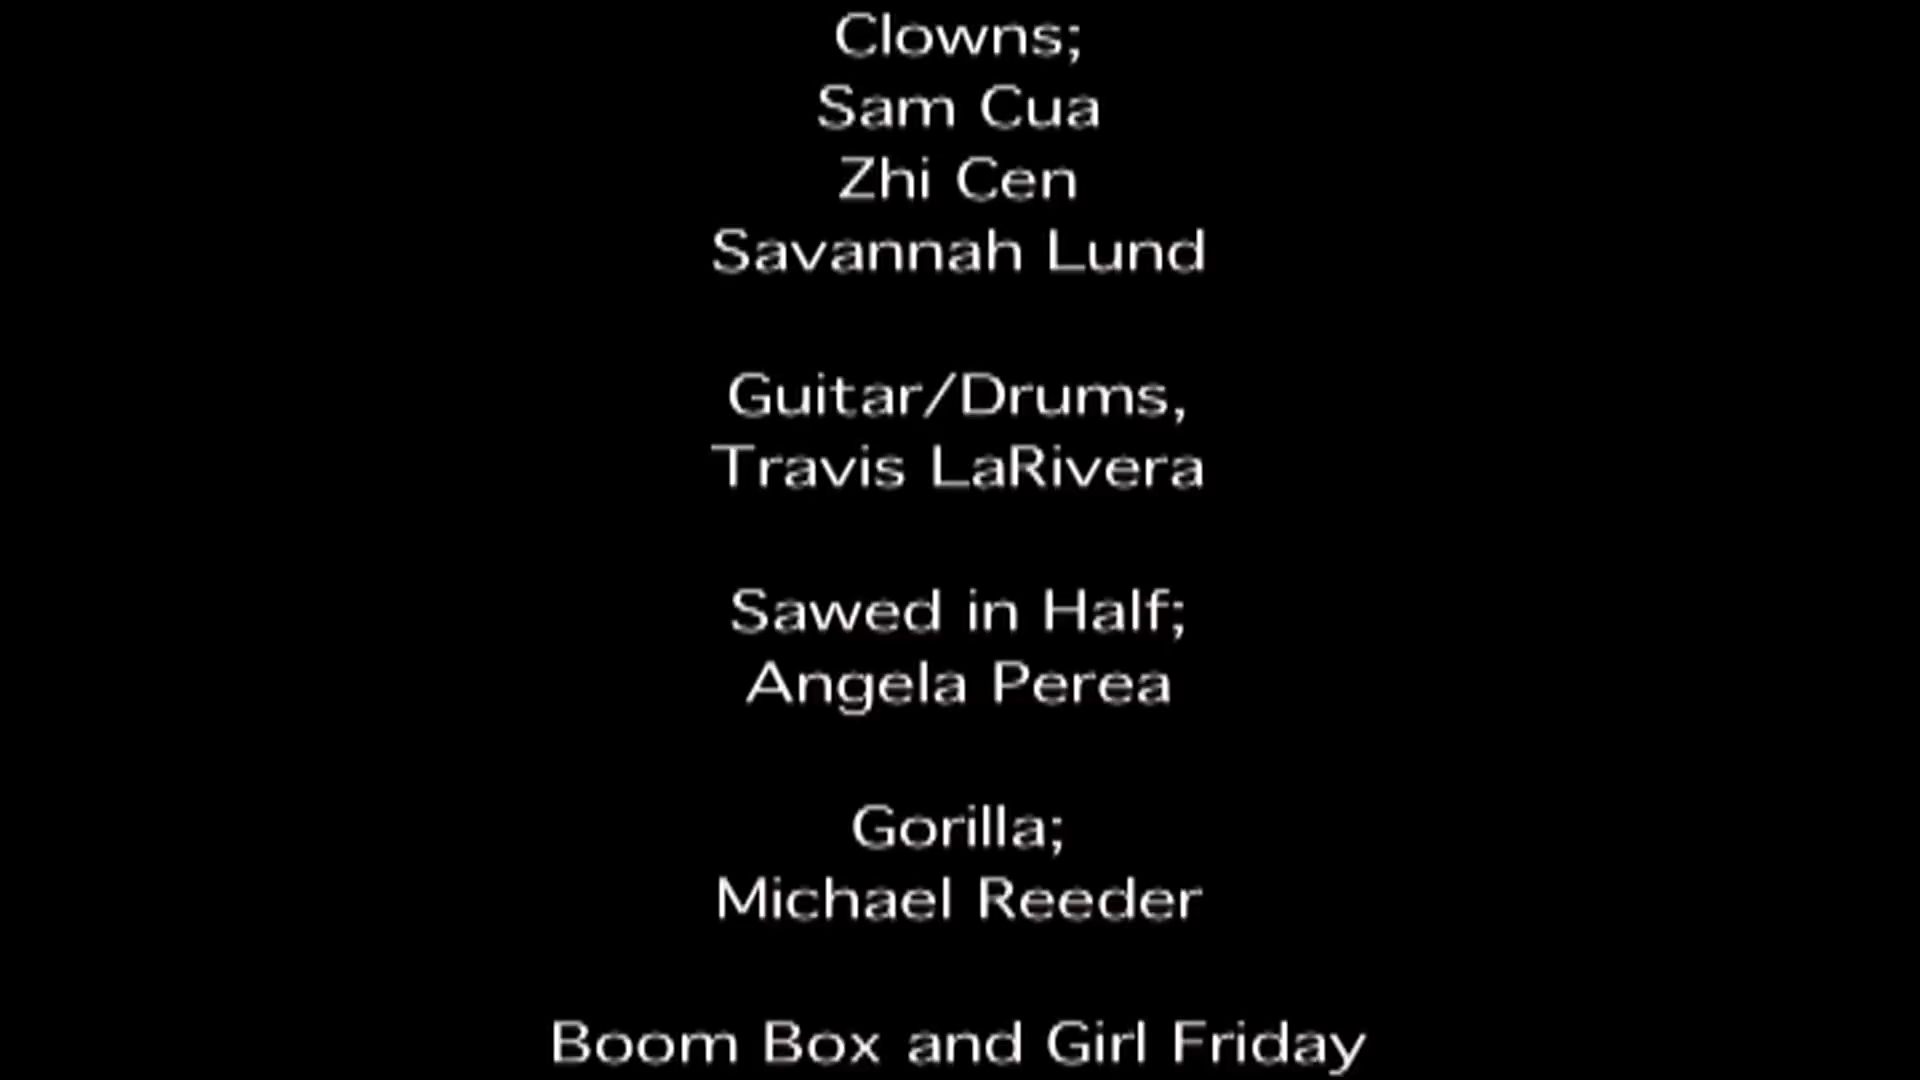 Clowns;
Sam Cua
Zhi Cen
Savannah Lund
Guitar/Drums,
Travis LaRivera
Sawed in Half;
Angela Perea
Gorilla;
Michael Reeder
Boom Box and Girl Friday